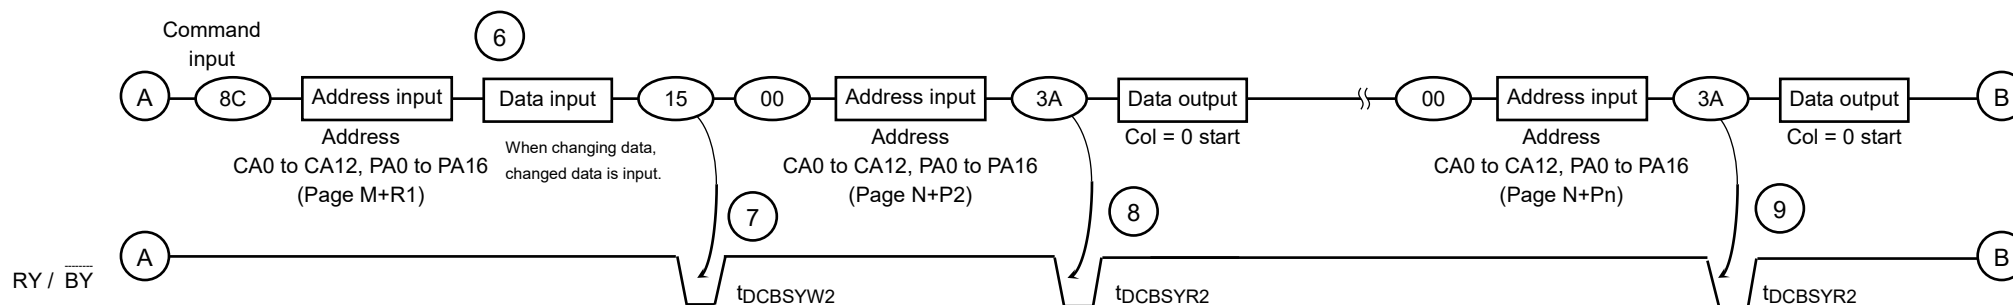 Command
input
6
A 8C Address input Data input 15 00 Address input 3A Data output 00 Address input 3A Data output B
Address When changing data, Address Col = 0 start Address Col = 0 start
CA0 to CA12, PA0 to PA16 changed data is input. CA0 to CA12, PA0 to PA16 CA0 to CA12, PA0 to PA16
(Page M+R1) (Page N+P2) (Page N+Pn)
7 8 9
A B
RY / BY
tDCBSYW2 tDCBSYR2 tDCBSYR2